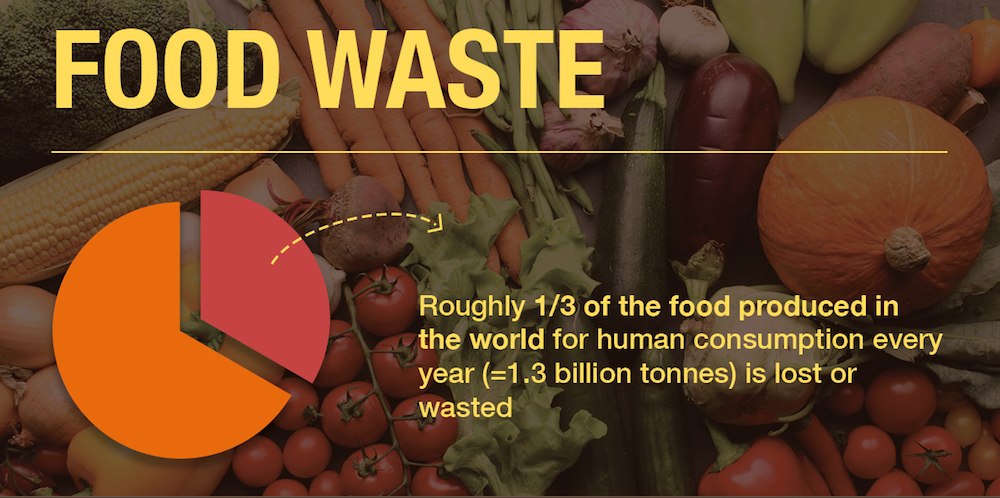 FOOD WASTE
Roughly 1/3 of the food produced in
the world for human consumption every
year (=1.3 billion tonnes) is lost or
wasted